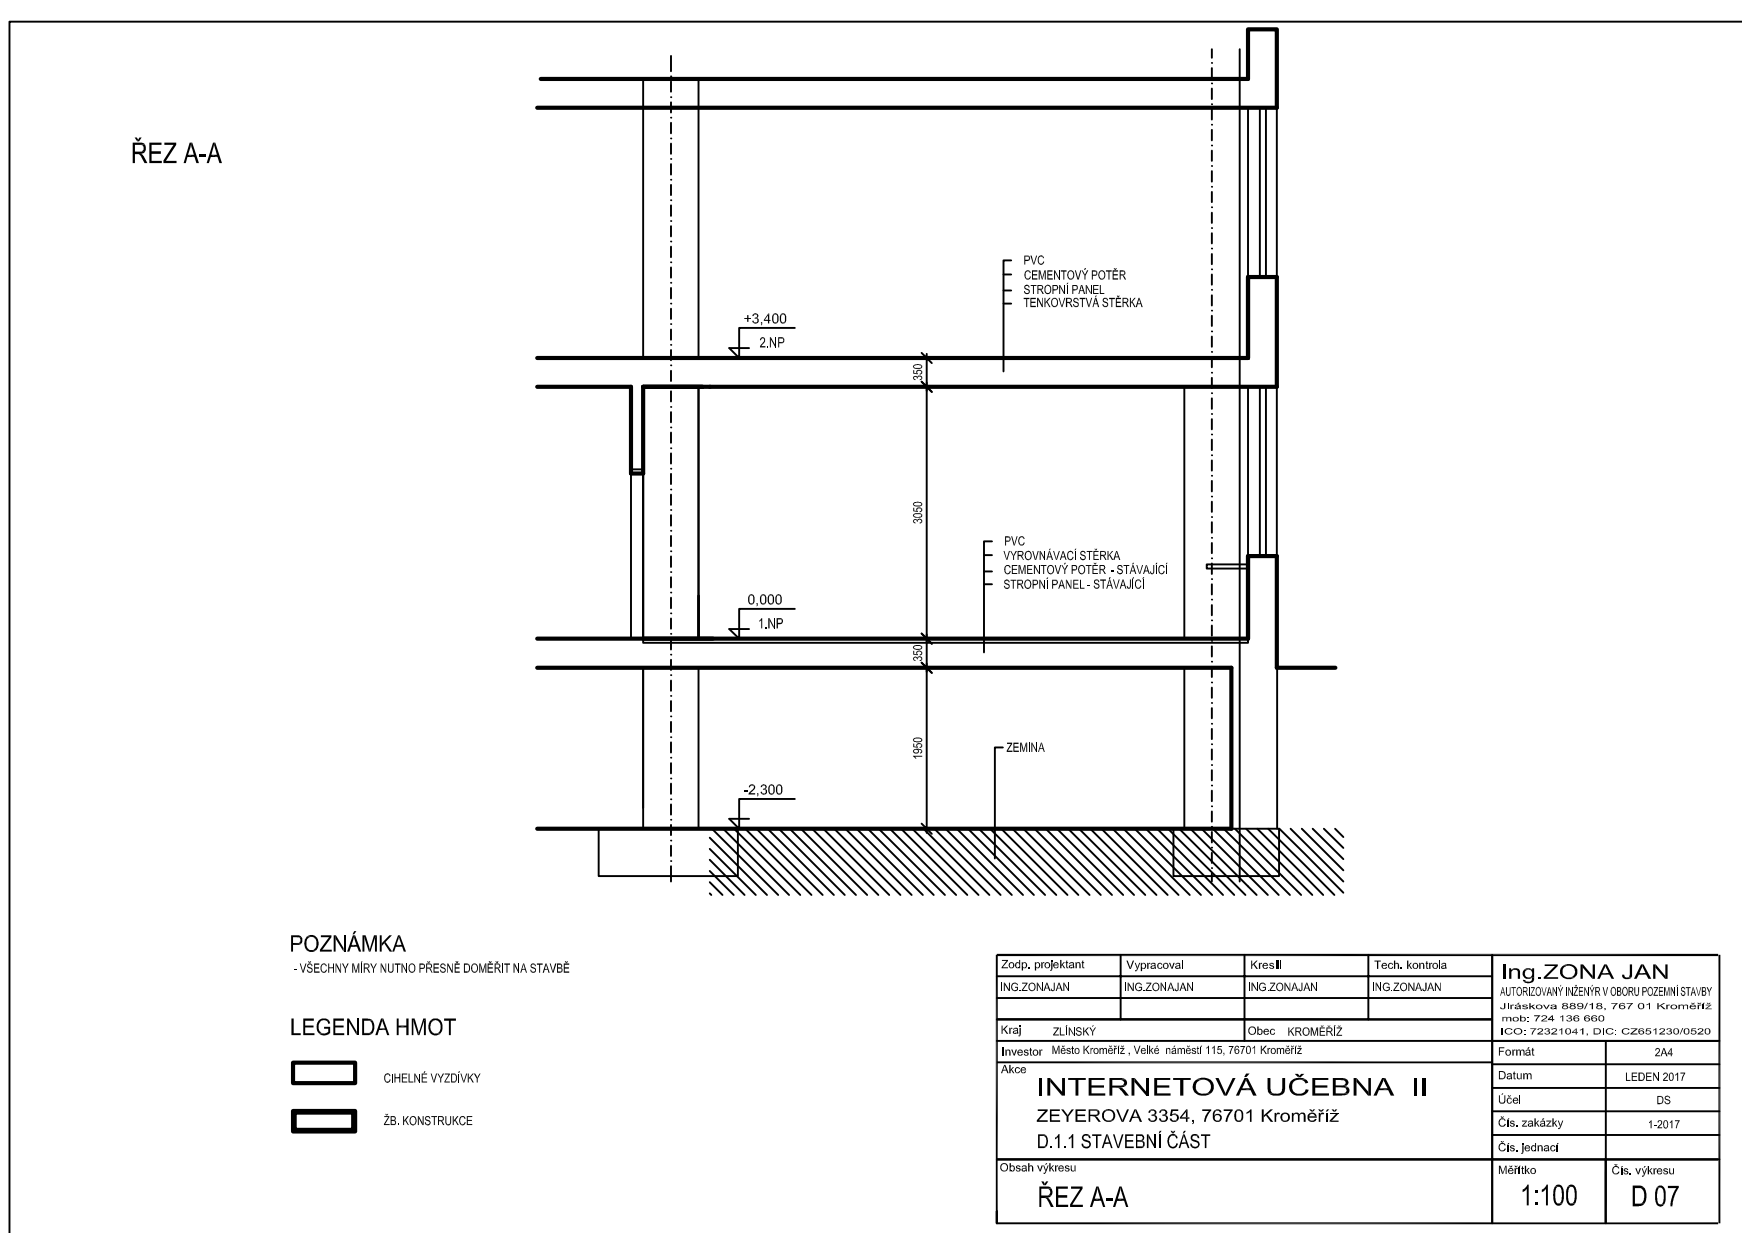 ŘEZ A-A
PVC
CEMENTOVÝ POTĚR
STROPNÍ PANEL
TENKOVRSTVÁ STĚRKA
+3,400
2.NP
350
3050
PVC
VYROVNÁVACÍ STĚRKA
CEMENTOVÝ POTĚR - STÁVAJÍCÍ
STROPNÍ PANEL - STÁVAJÍCÍ
0,000
1.NP
350
1950
ZEMINA
-2,300
POZNÁMKA
- VŠECHNY MÍRY NUTNO PŘESNĚ DOMĚŘIT NA STAVBĚ
LEGENDA HMOT
CIHELNÉ VYZDÍVKY
ŽB. KONSTRUKCE
Zodp. projektant Vypracoval Kreslil Tech. kontrola
ING.ZONAJAN ING.ZONAJAN ING.ZONAJAN ING.ZONAJAN
Kraj ZLÍNSKÝ Obec KROMĚŘÍŽ
Investor Město Kroměříž , Velké náměstí 115, 76701 Kroměříž
Akce
INTERNETOVÁ UČEBNA II
ZEYEROVA 3354, 76701 Kroměříž
D.1.1 STAVEBNÍ ČÁST
Obsah výkresu
ŘEZ A-A
Ing.ZONA JAN
AUTORIZOVANÝ INŽENÝR V OBORU POZEMNÍ STAVBY
Jiráskova 889/18, 767 01 Kroměříž
mob: 724 136 660
ICO: 72321041, DIC: CZ651230/0520
Formát 2A4
Datum LEDEN 2017
Účel DS
Čís. zakázky 1-2017
Čís. jednací
Měřítko Čís. výkresu
1:100 D 07